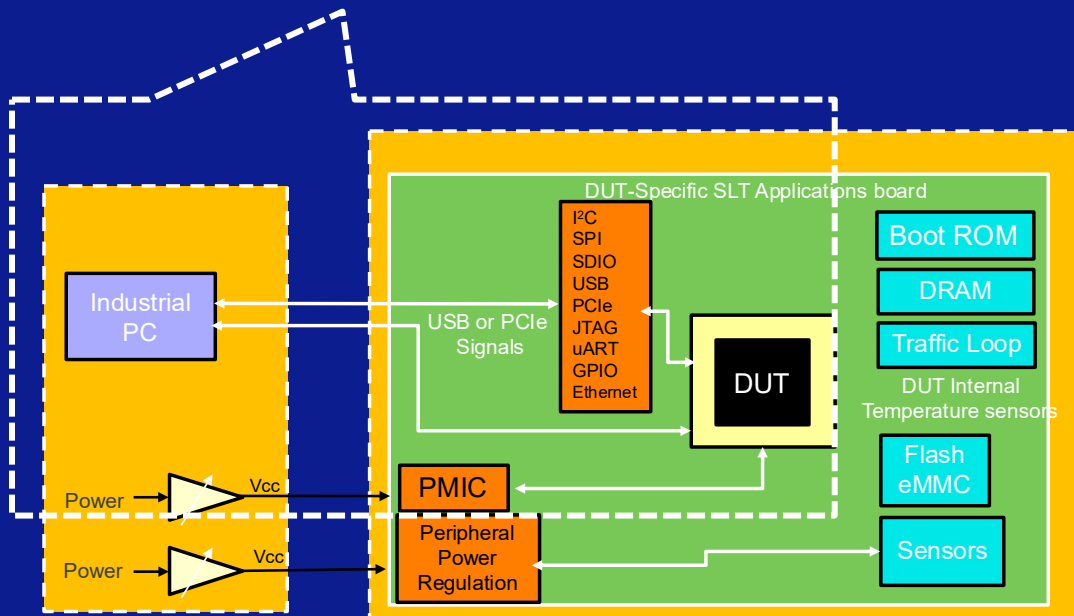 DUT-Specific SLT Applications board
I²C
SPI
SDIO
USB
PCIe
JTAG
uART
GPIO
Ethernet
Boot ROM
DRAM
Traffic Loop
DUT Internal
Temperature sensors
Flash
eMMC
Sensors
Industrial
PC
USB or PCIe
Signals
DUT
Power
Vcc
PMIC
Power
Vcc
Peripheral
Power
Regulation